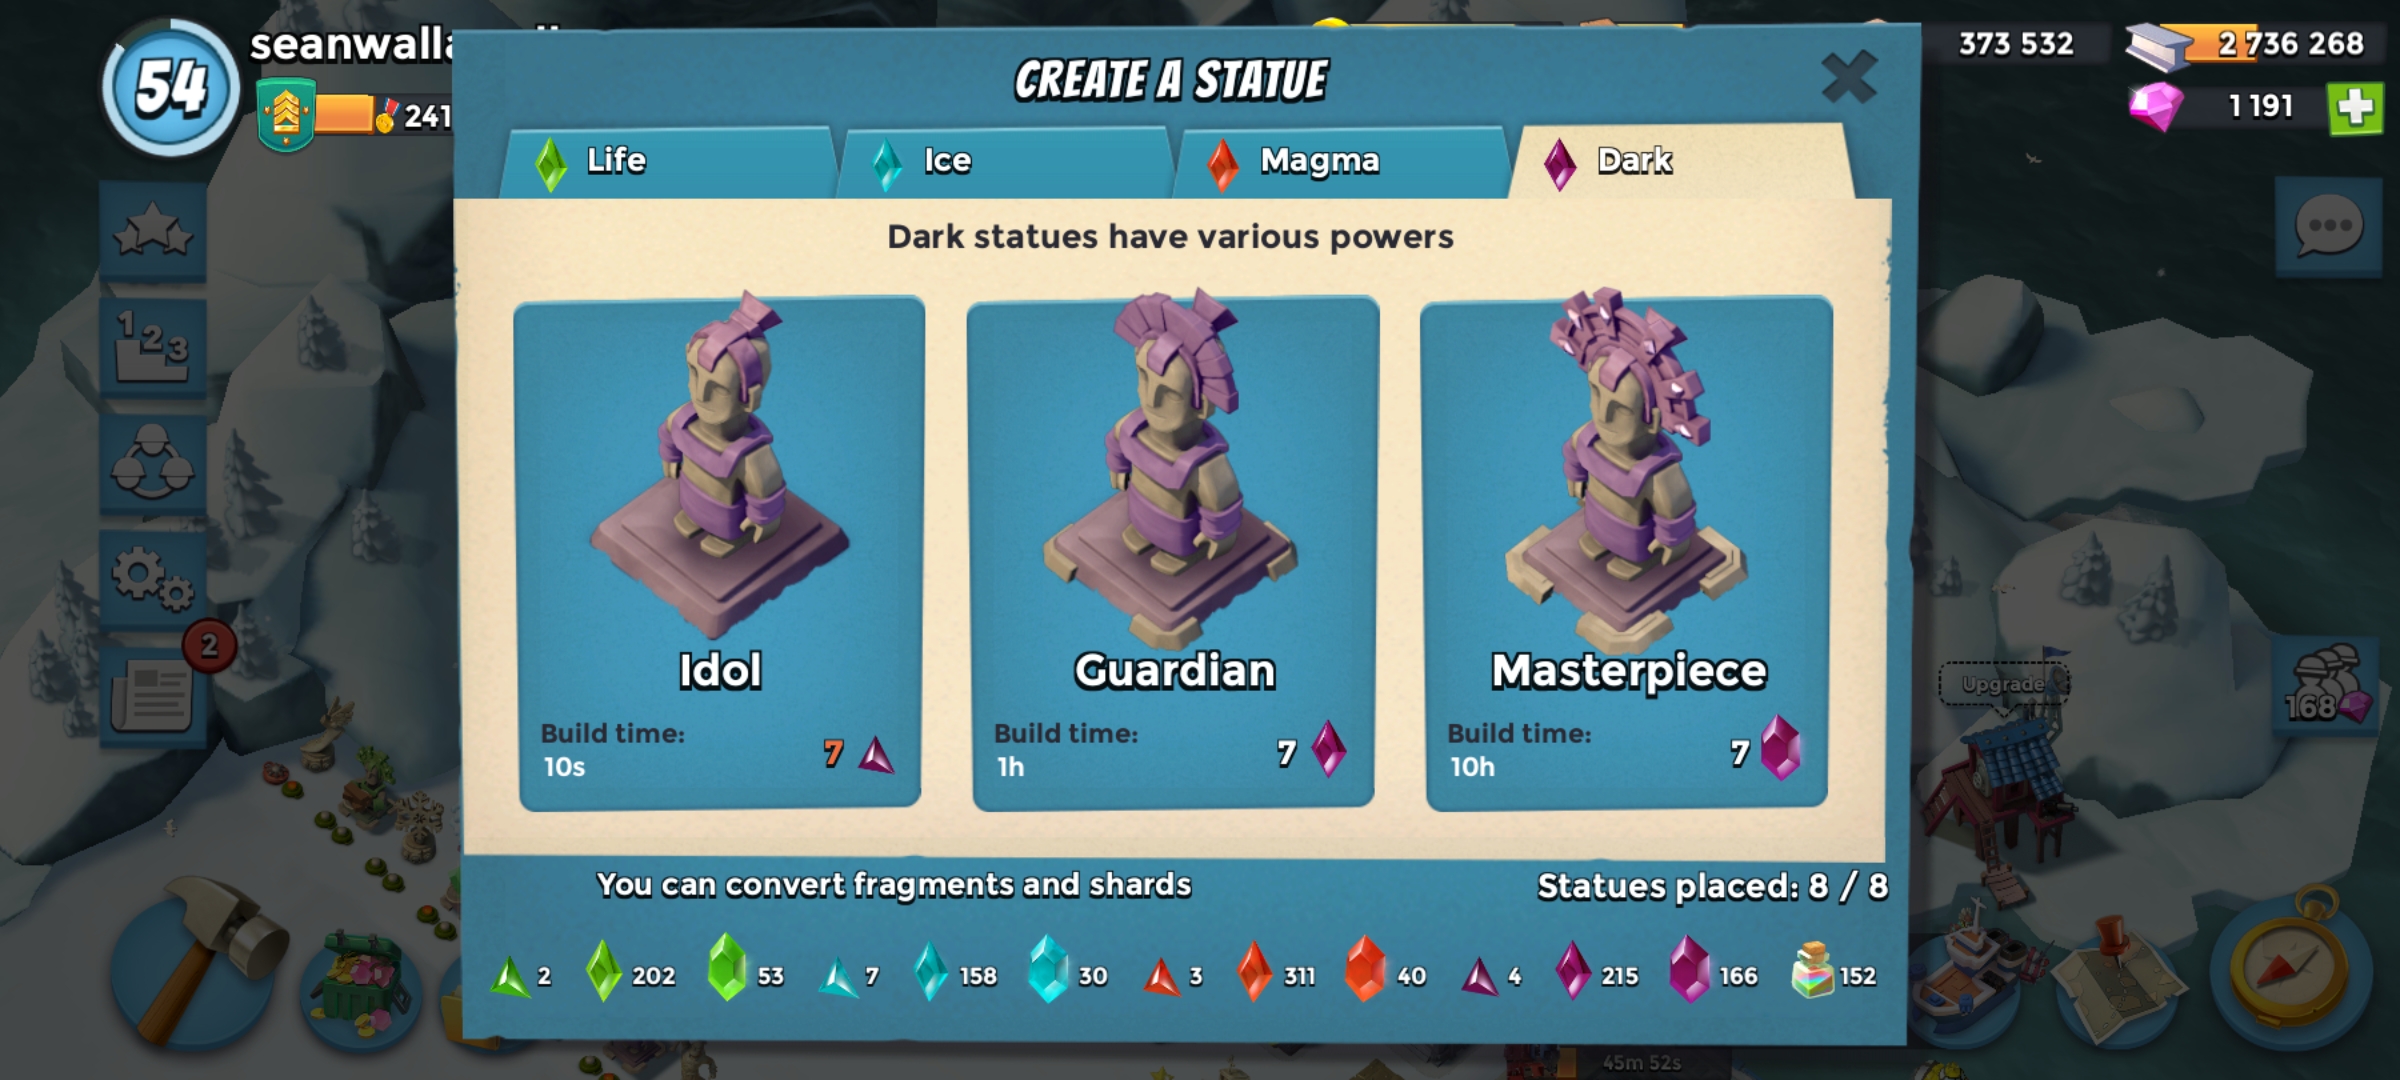 54
241
373 532
2 736 268
1 191
CREATE A STATUE
Life
Ice
Magma
Dark
Dark statues have various powers
1 2 3
2
Idol
Build time:
10s
7
Guardian
Build time:
1h
7
Masterpiece
Build time:
10h
7
Upgrade
168
You can convert fragments and shards
Statues placed: 8 / 8
2
202
53
7
158
30
3
311
40
4
215
166
152
45m 52s